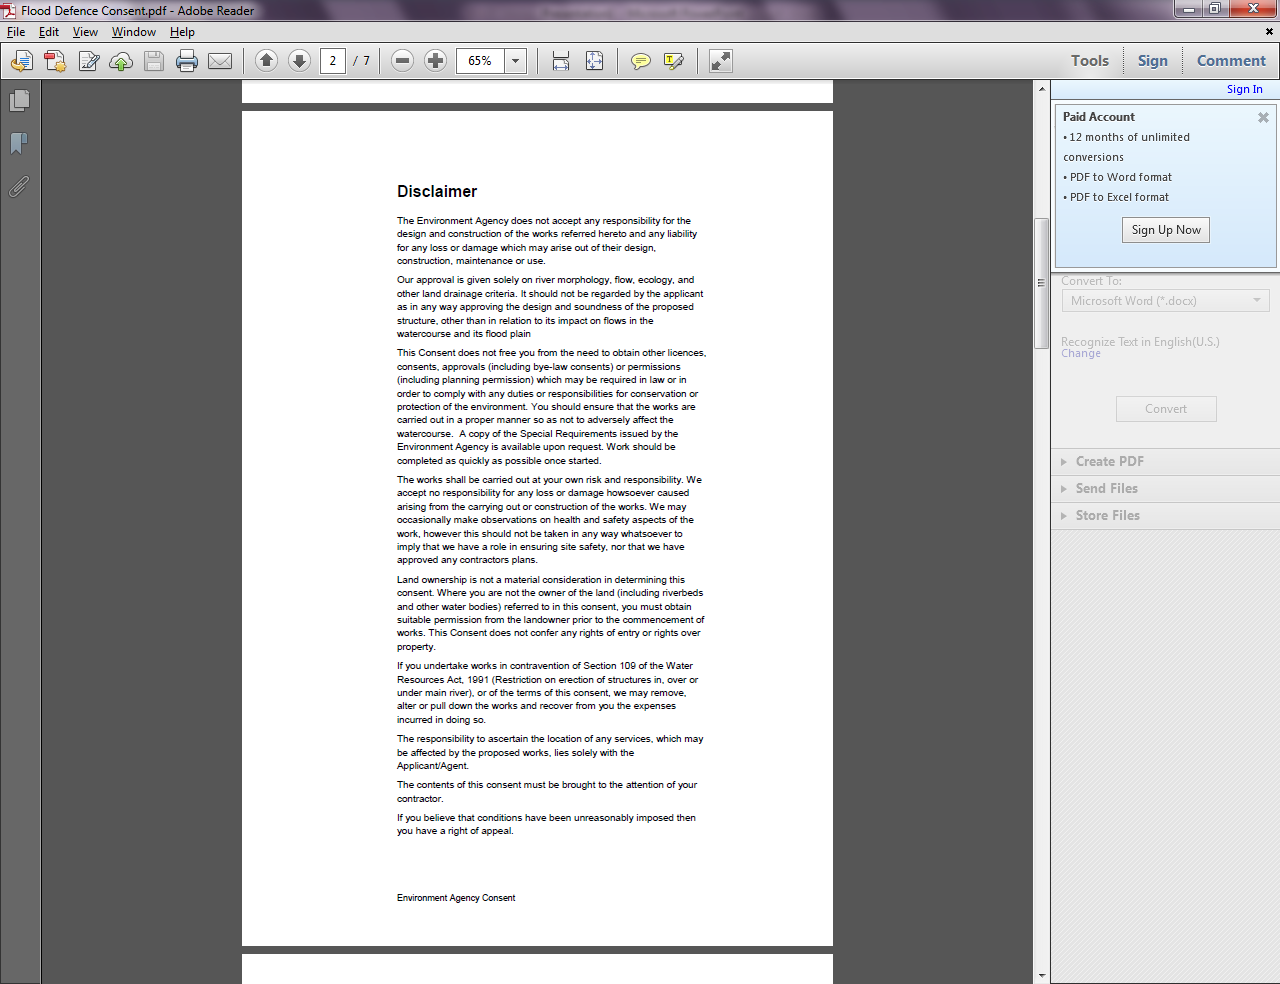 Flood Defence Consent.pdf - Adobe Reader
File Edit View Window Help
2 / 7 65% Tools Sign Comment
Sign In
Paid Account
• 12 months of unlimited
conversions
• PDF to Word format
• PDF to Excel format
Sign Up Now
Convert To:
Microsoft Word (*.docx)
Recognize Text in English(U.S.)
Change
Convert
Create PDF
Send Files
Store Files
Disclaimer
The Environment Agency does not accept any responsibility for the
design and construction of the works referred hereto and any liability
for any loss or damage which may arise out of their design,
construction, maintenance or use.
Our approval is given solely on river morphology, flow, ecology, and
other land drainage criteria. It should not be regarded by the applicant
as in any way approving the design and soundness of the proposed
structure, other than in relation to its impact on flows in the
watercourse and its flood plain
This Consent does not free you from the need to obtain other licences,
consents, approvals (including bye-law consents) or permissions
(including planning permission) which may be required in law or in
order to comply with any duties or responsibilities for conservation or
protection of the environment. You should ensure that the works are
carried out in a proper manner so as not to adversely affect the
watercourse.  A copy of the Special Requirements issued by the
Environment Agency is available upon request. Work should be
completed as quickly as possible once started.
The works shall be carried out at your own risk and responsibility. We
accept no responsibility for any loss or damage howsoever caused
arising from the carrying out or construction of the works. We may
occasionally make observations on health and safety aspects of the
work, however this should not be taken in any way whatsoever to
imply that we have a role in ensuring site safety, nor that we have
approved any contractors plans.
Land ownership is not a material consideration in determining this
consent. Where you are not the owner of the land (including riverbeds
and other water bodies) referred to in this consent, you must obtain
suitable permission from the landowner prior to the commencement of
works. This Consent does not confer any rights of entry or rights over
property.
If you undertake works in contravention of Section 109 of the Water
Resources Act, 1991 (Restriction on erection of structures in, over or
under main river), or of the terms of this consent, we may remove,
alter or pull down the works and recover from you the expenses
incurred in doing so.
The responsibility to ascertain the location of any services, which may
be affected by the proposed works, lies solely with the
Applicant/Agent.
The contents of this consent must be brought to the attention of your
contractor.
If you believe that conditions have been unreasonably imposed then
you have a right of appeal.
Environment Agency Consent